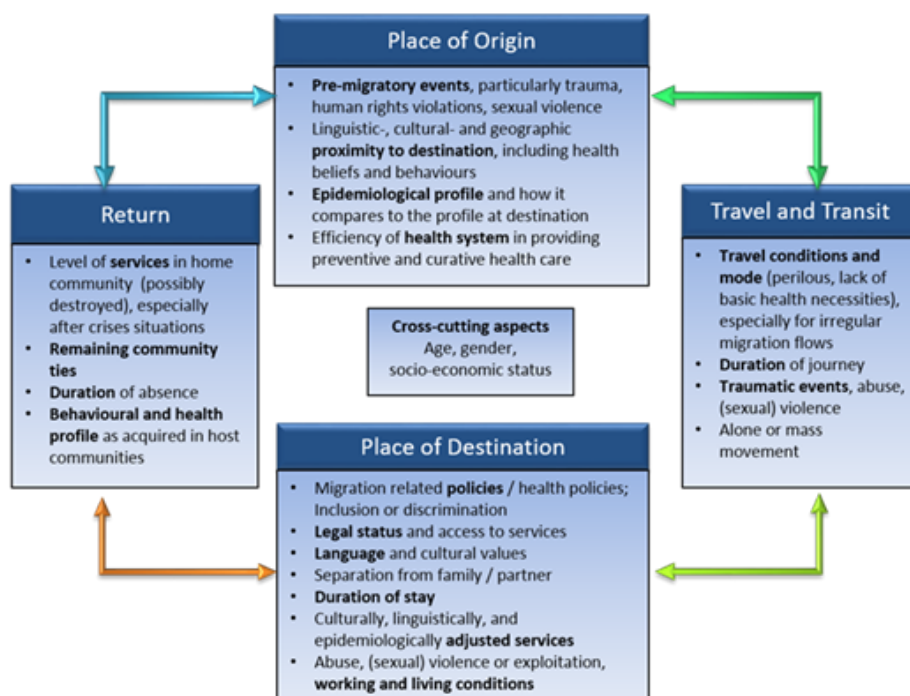 Place of Origin
• Pre-migratory events, particularly trauma,
human rights violations, sexual violence
• Linguistic-, cultural- and geographic
proximity to destination, including health
beliefs and behaviours
• Epidemiological profile and how it
compares to the profile at destination
• Efficiency of health system in providing
preventive and curative health care
Return
• Level of services in home
community (possibly
destroyed), especially
after crises situations
• Remaining community
ties
• Duration of absence
• Behavioural and health
profile as acquired in host
communities
Cross-cutting aspects
Age, gender,
socio-economic status
Travel and Transit
• Travel conditions and
mode (perilous, lack of
basic health necessities),
especially for irregular
migration flows
• Duration of journey
• Traumatic events, abuse,
(sexual) violence
• Alone or mass
movement
Place of Destination
• Migration related policies / health policies;
Inclusion or discrimination
• Legal status and access to services
• Language and cultural values
• Separation from family / partner
• Duration of stay
• Culturally, linguistically, and
epidemiologically adjusted services
• Abuse, (sexual) violence or exploitation,
working and living conditions